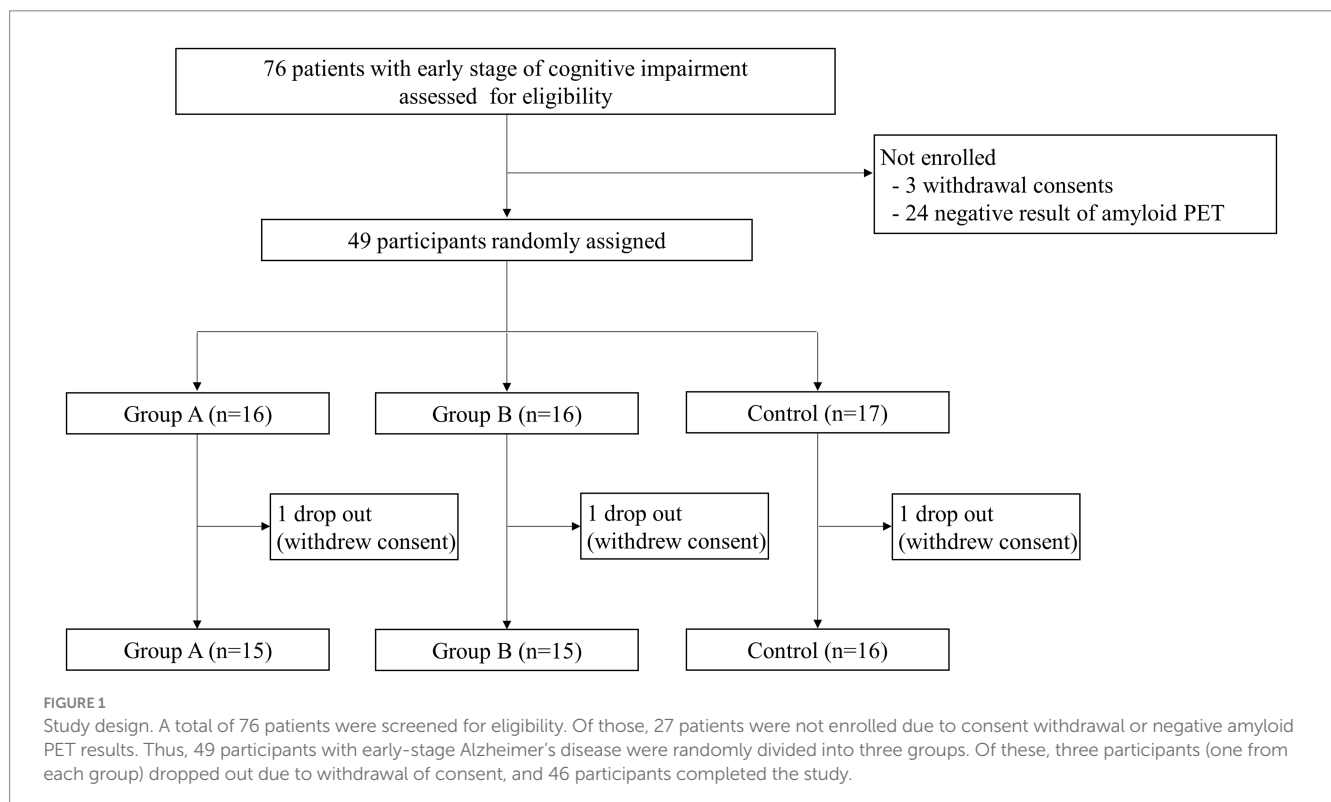 76 patients with early stage of cognitive impairment
assessed for eligibility
Not enrolled
- 3 withdrawal consents
- 24 negative result of amyloid PET
49 participants randomly assigned
Group A (n=16)
Group B (n=16)
Control (n=17)
1 drop out
(withdrew consent)
1 drop out
(withdrew consent)
1 drop out
(withdrew consent)
Group A (n=15)
Group B (n=15)
Control (n=16)
FIGURE 1
Study design. A total of 76 patients were screened for eligibility. Of those, 27 patients were not enrolled due to consent withdrawal or negative amyloid
PET results. Thus, 49 participants with early-stage Alzheimer’s disease were randomly divided into three groups. Of these, three participants (one from
each group) dropped out due to withdrawal of consent, and 46 participants completed the study.